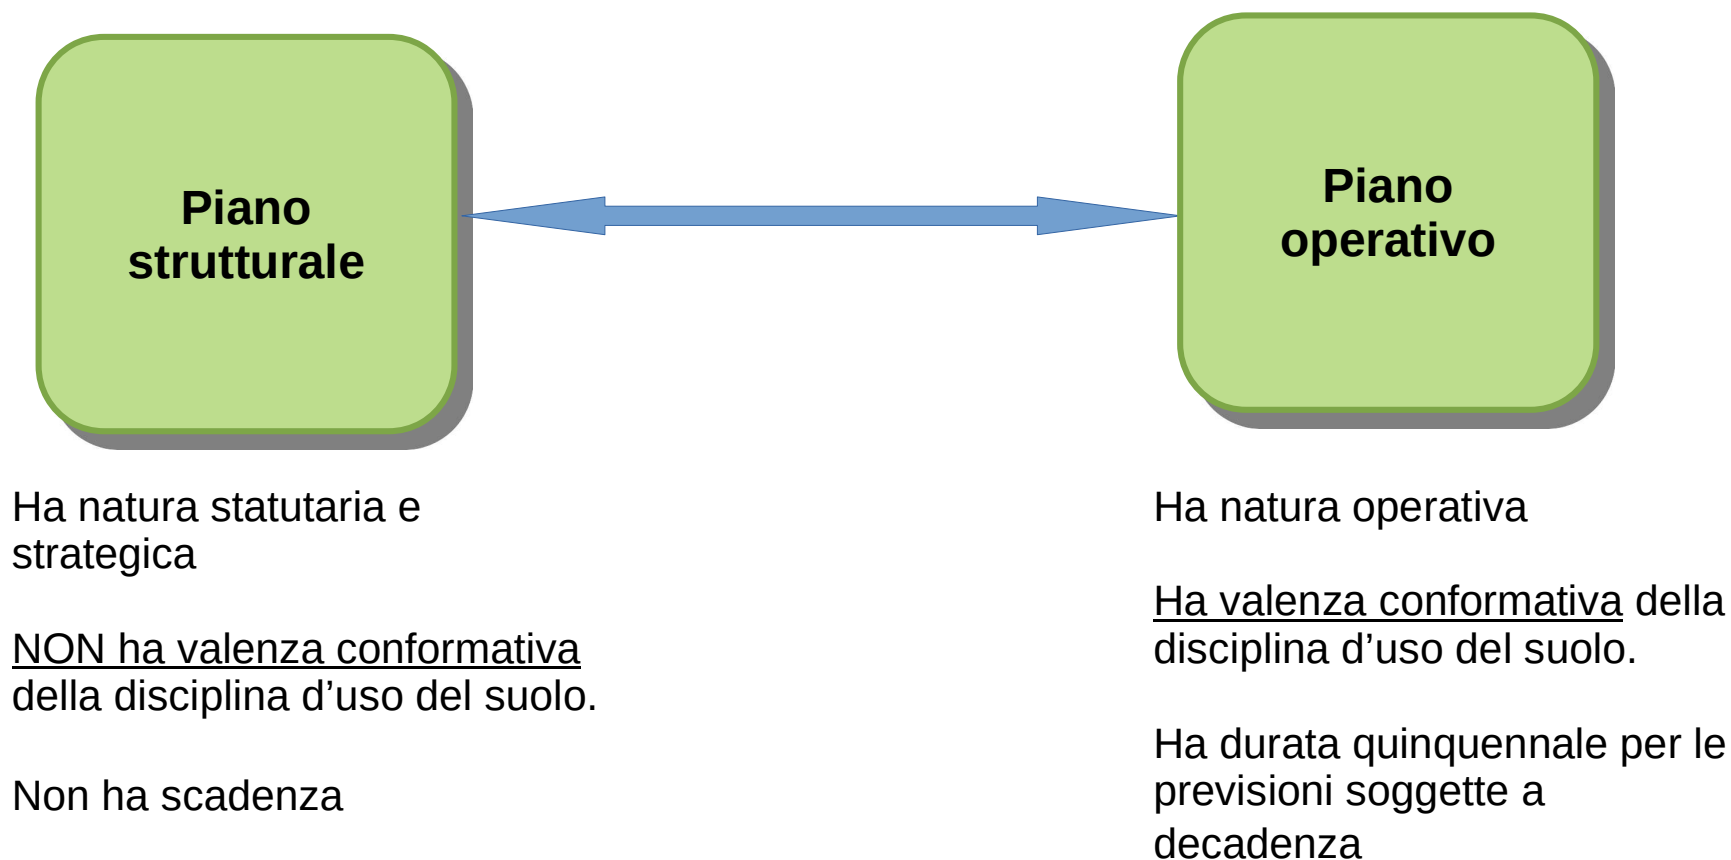 Piano
strutturale
Ha natura statutaria e
strategica
NON ha valenza conformativa
della disciplina d’uso del suolo.
Non ha scadenza
Piano
operativo
Ha natura operativa
Ha valenza conformativa della
disciplina d’uso del suolo.
Ha durata quinquennale per le
previsioni soggette a
decadenza